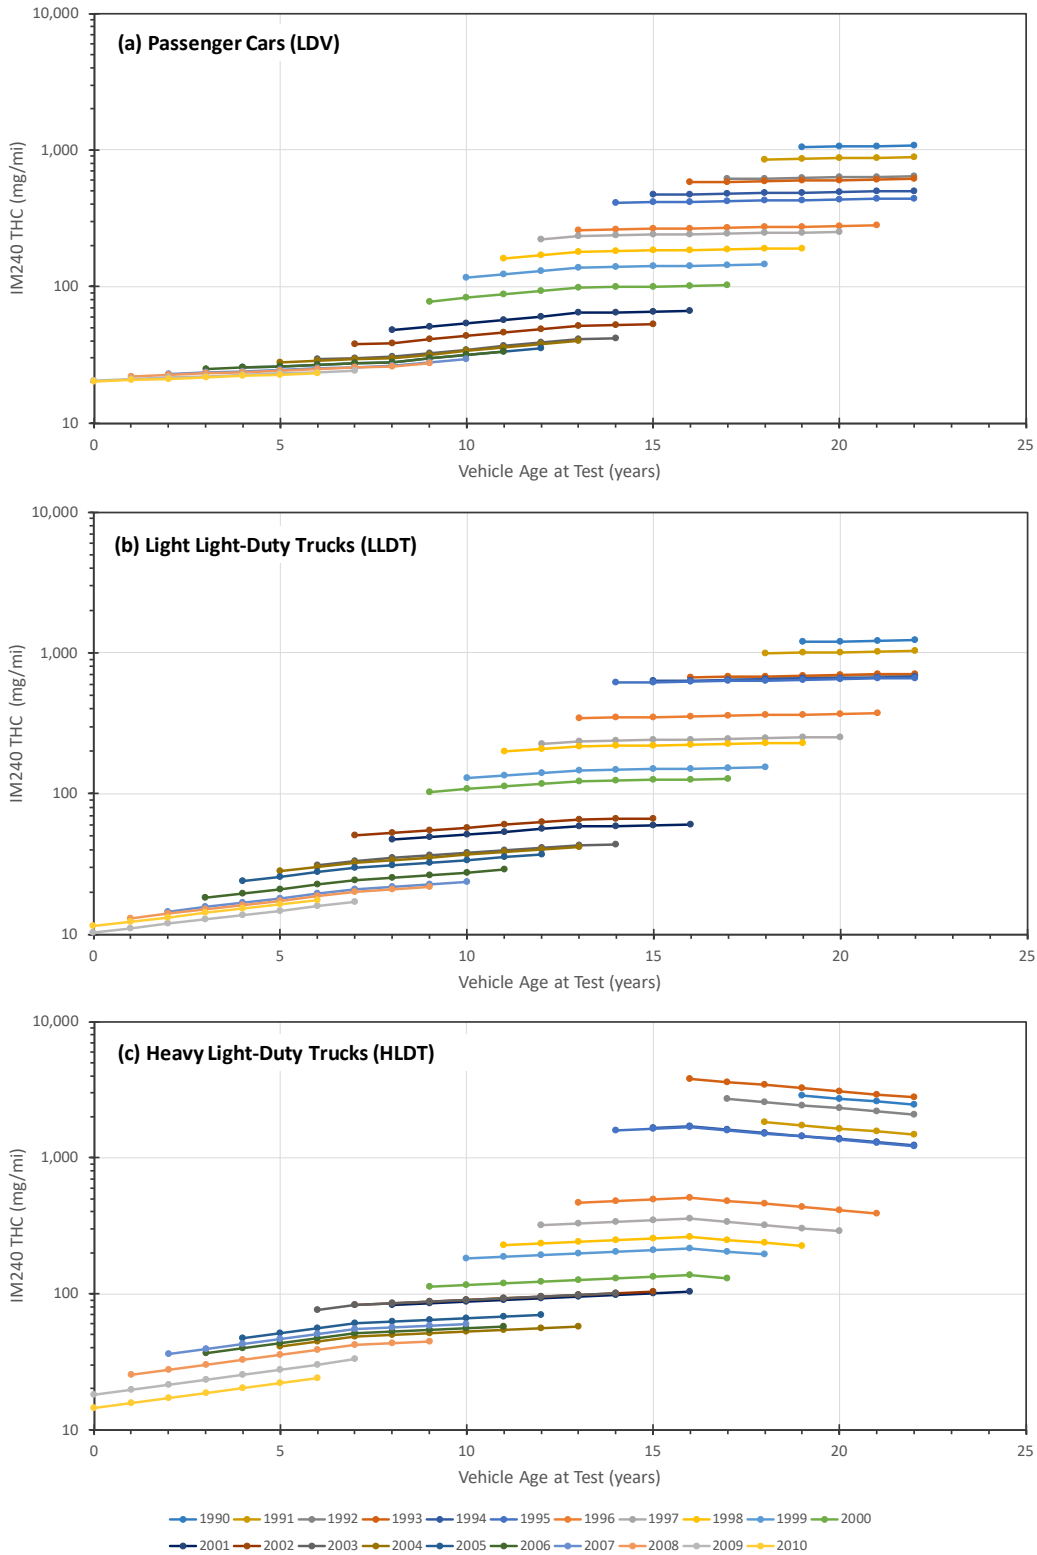 (a) Passenger Cars (LDV)
10,000
1,000
100
10
IM240 THC (mg/mi)
0 5 10 15 20 25
Vehicle Age at Test (years)
(b) Light Light-Duty Trucks (LLDT)
10,000
1,000
100
10
IM240 THC (mg/mi)
0 5 10 15 20 25
Vehicle Age at Test (years)
(c) Heavy Light-Duty Trucks (HLDT)
10,000
1,000
100
10
IM240 THC (mg/mi)
0 5 10 15 20 25
Vehicle Age at Test (years)
1990 1991 1992 1993 1994 1995 1996 1997 1998 1999 2000
2001 2002 2003 2004 2005 2006 2007 2008 2009 2010